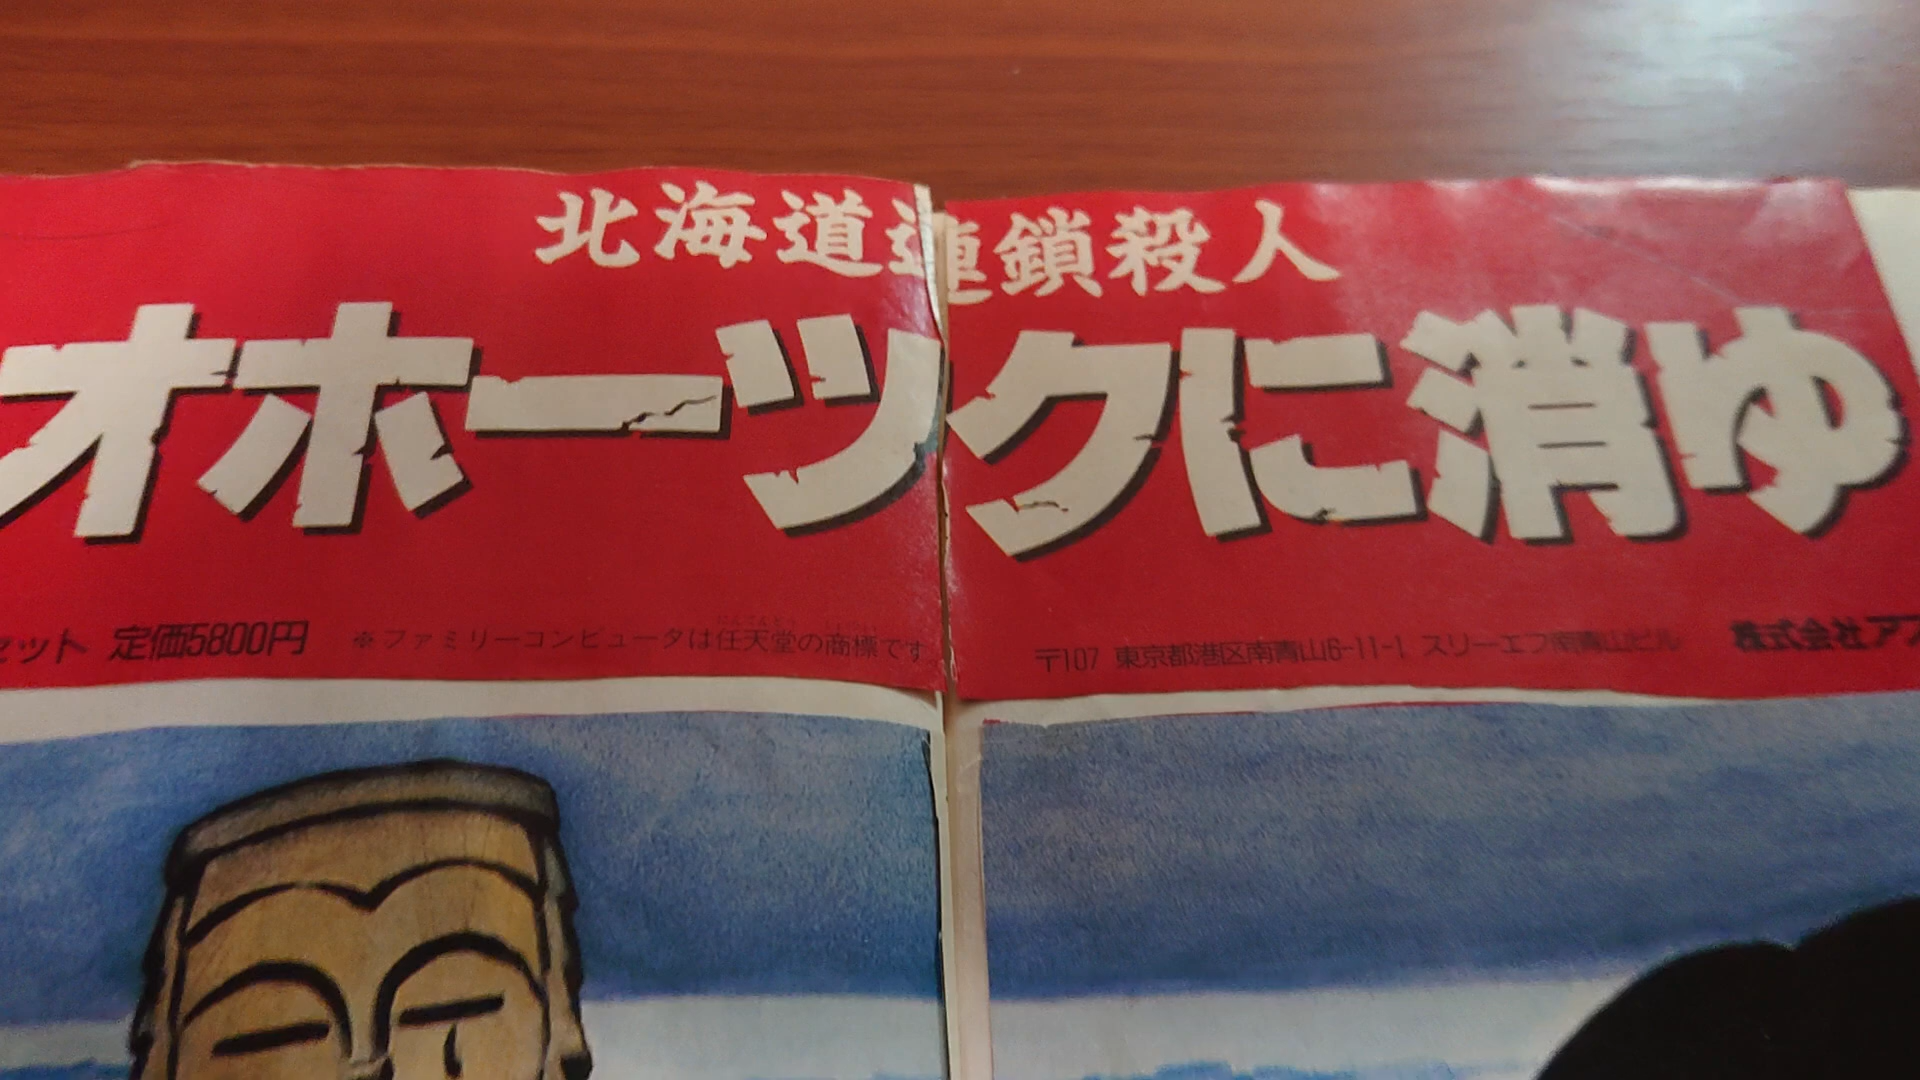 北海道連鎖殺人
オホーツクに消ゆ
セット 定価5800円 ※ファミリーコンピュータは任天堂の商標です 〒107 東京都港区南青山6-11-1 スリーエフ南青山ビル 株式会社ア